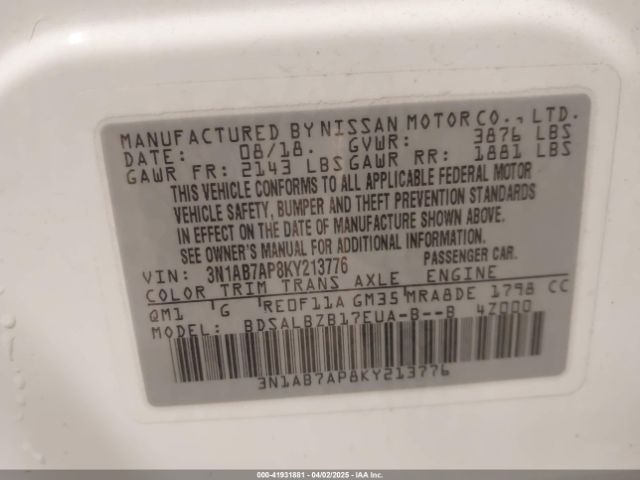 MANUFACTURED BY NISSAN MOTOR CO., LTD.
DATE: 08/18. GVWR: 3876 LBS
GAWR FR: 2143 LBS GAWR RR: 1881 LBS
THIS VEHICLE CONFORMS TO ALL APPLICABLE FEDERAL MOTOR
VEHICLE SAFETY, BUMPER AND THEFT PREVENTION STANDARDS
IN EFFECT ON THE DATE OF MANUFACTURE SHOWN ABOVE.
SEE OWNER'S MANUAL FOR ADDITIONAL INFORMATION.
VIN: 3N1AB7AP8KY213776 PASSENGER CAR.
COLOR TRIM TRANS AXLE ENGINE
QM1 G RE0F11A GM35 MRA8DE 1798 CC
MODEL: BDSALBZB17EUA-B--B 4Z000
3N1AB7AP8KY213776
000-41931881 | 04/02/2025 | IAA Inc.